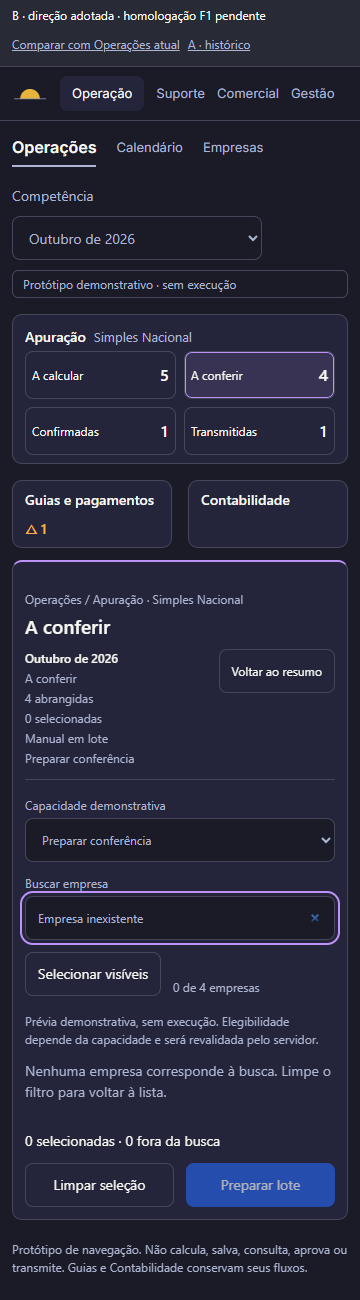 B · direção adotada · homologação F1 pendente
Comparar com Operações atual A · histórico
Operação Suporte Comercial Gestão
Operações Calendário Empresas
Competência
Outubro de 2026
Protótipo demonstrativo · sem execução
Apuração Simples Nacional
A calcular 5
A conferir 4
Confirmadas 1
Transmitidas 1
Guias e pagamentos
△ 1
Contabilidade
Operações / Apuração · Simples Nacional
A conferir
Outubro de 2026
A conferir
4 abrangidas
0 selecionadas
Manual em lote
Preparar conferência
Voltar ao resumo
Capacidade demonstrativa
Preparar conferência
Buscar empresa
Empresa inexistente
Selecionar visíveis 0 de 4 empresas
Prévia demonstrativa, sem execução. Elegibilidade
depende da capacidade e será revalidada pelo servidor.
Nenhuma empresa corresponde à busca. Limpe o
filtro para voltar à lista.
0 selecionadas · 0 fora da busca
Limpar seleção Preparar lote
Protótipo de navegação. Não calcula, salva, consulta, aprova ou
transmite. Guias e Contabilidade conservam seus fluxos.